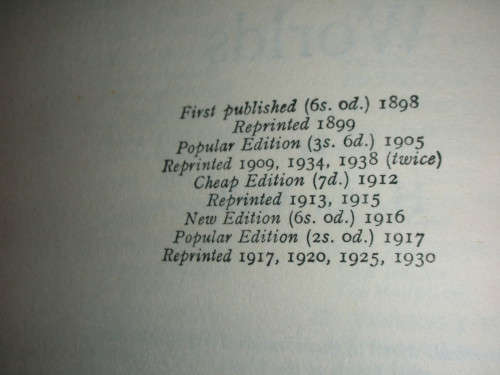 Worlds
First published (6s. od.) 1898
Reprinted 1899
Popular Edition (3s. 6d.) 1905
Reprinted 1909, 1934, 1938 (twice)
Cheap Edition (7d.) 1912
Reprinted 1913, 1915
New Edition (6s. od.) 1916
Popular Edition (2s. od.) 1917
Reprinted 1917, 1920, 1925, 1930